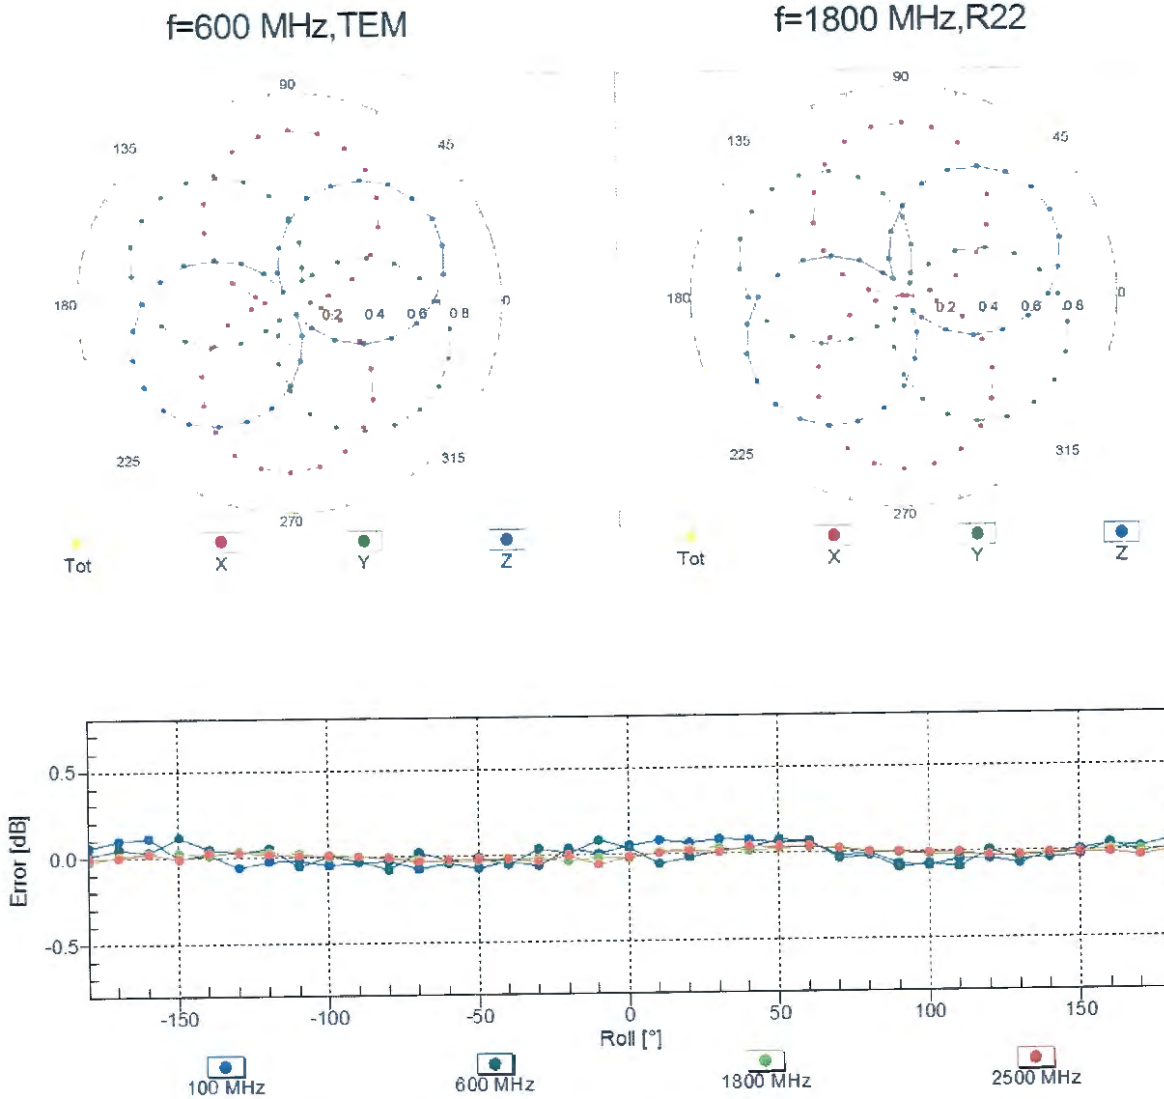 f=600 MHz,TEM
f=1800 MHz,R22
90
135
45
180
0.2 0.4 0.6 0.8
0
225
315
270
Tot X Y Z
90
135
45
180
0.2 0.4 0.6 0.8
0
225
315
270
Tot X Y Z
Error [dB]
0.5
0.0
-0.5
-150 -100 -50 0 50 100 150
Roll [°]
100 MHz 600 MHz 1800 MHz 2500 MHz